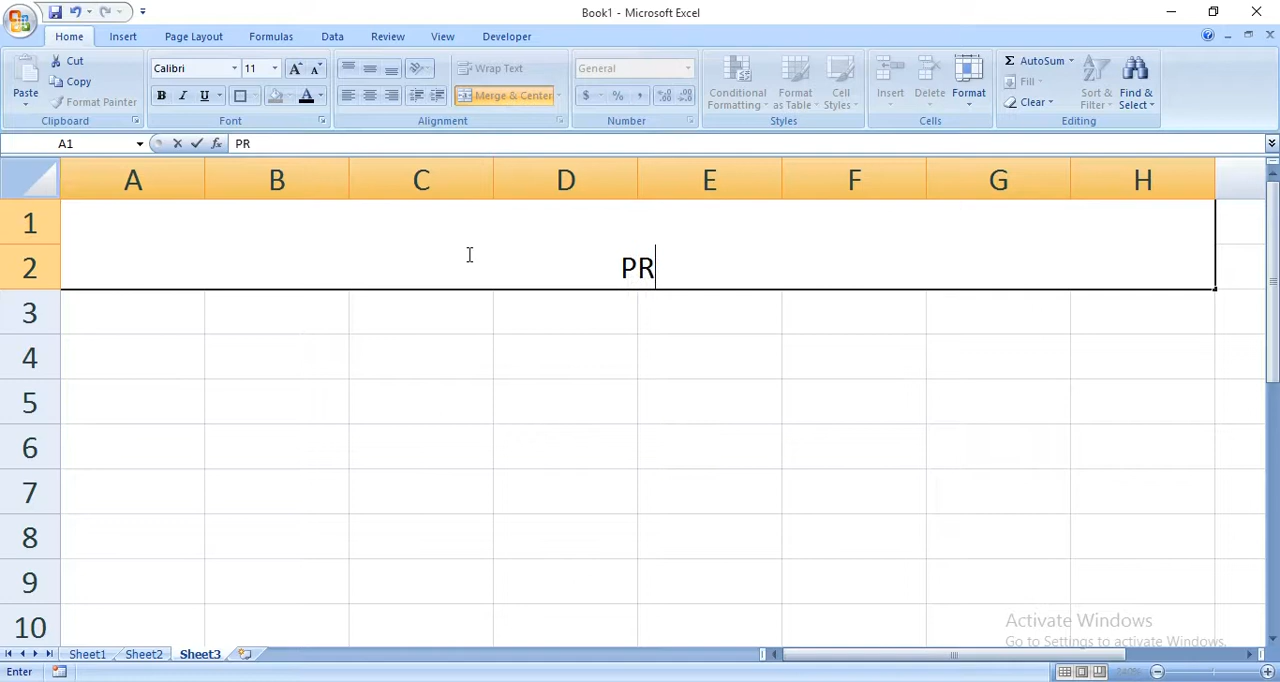 Book1 - Microsoft Excel
Home Insert Page Layout Formulas Data Review View Developer
Paste Cut Copy Format Painter Clipboard
Calibri 11 A A B I U A Font
Wrap Text Merge & Center Alignment
General $ % , Number
Conditional Formatting Format as Table Cell Styles Styles
Insert Delete Format Cells
Σ AutoSum Fill Clear Sort & Filter Find & Select Editing
A1 fx PR
A B C D E F G H
1
2 PR
3
4
5
6
7
8
9
10
Activate Windows
Go to Settings to activate Windows.
Sheet1 Sheet2 Sheet3
Enter